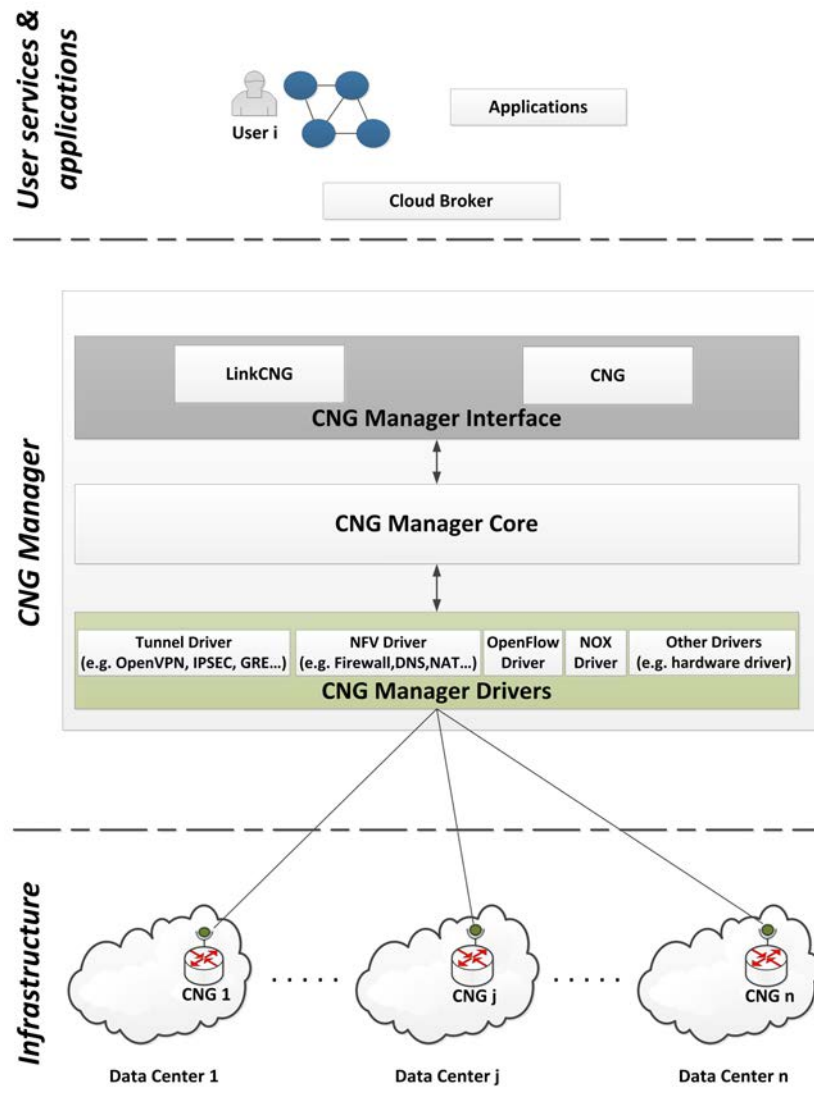 User services &
applications
User i
Applications
Cloud Broker
CNG Manager
LinkCNG
CNG
CNG Manager Interface
CNG Manager Core
Tunnel Driver
(e.g. OpenVPN, IPSEC, GRE...)
NFV Driver
(e.g. Firewall,DNS,NAT...)
OpenFlow
Driver
NOX
Driver
Other Drivers
(e.g. hardware driver)
CNG Manager Drivers
Infrastructure
CNG 1
. . . . .
CNG j
. . . . .
CNG n
Data Center 1
Data Center j
Data Center n